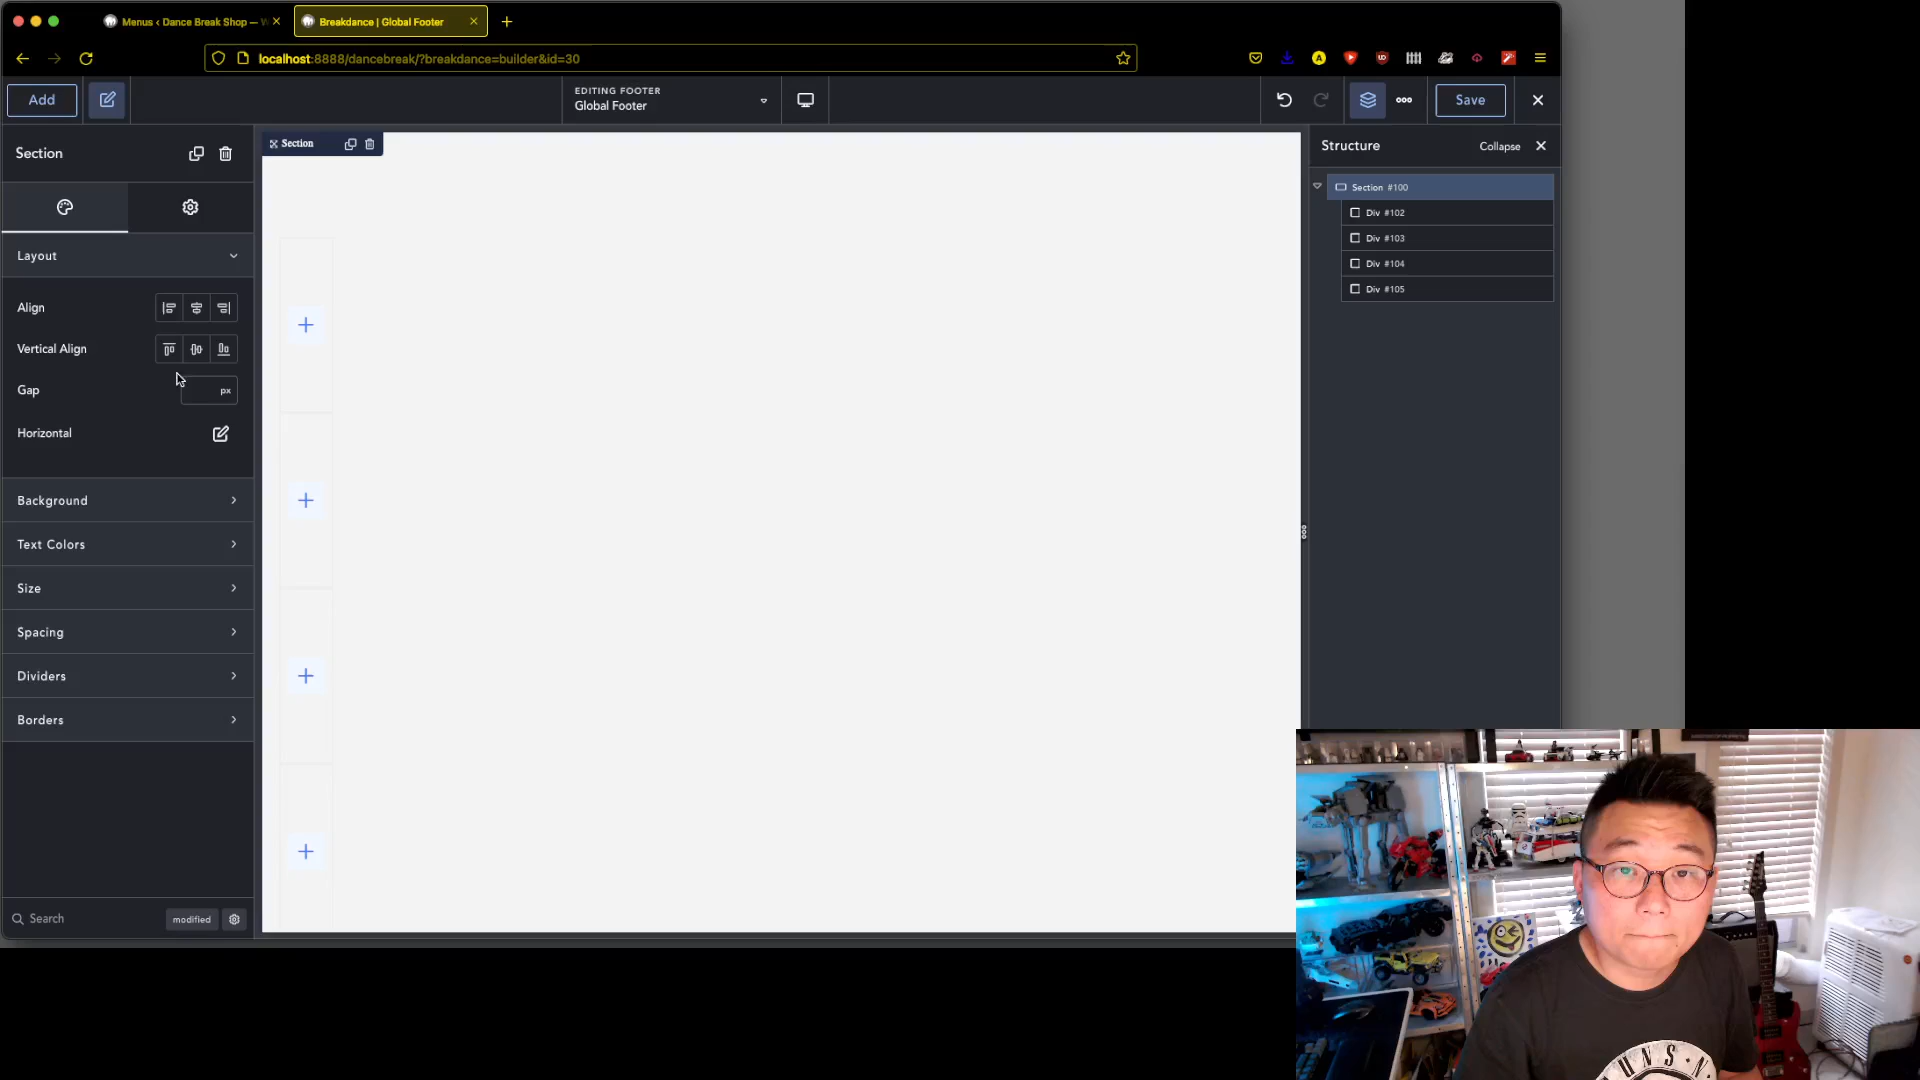 Menus ‹ Dance Break Shop — W
Breakdance | Global Footer
localhost:8888/dancebreak/?breakdance=builder&id=30
Add
EDITING FOOTER
Global Footer
Save
Section
Section
Structure
Collapse
Section #100
Div #102
Div #103
Div #104
Div #105
Layout
Align
Vertical Align
Gap
px
Horizontal
Background
Text Colors
Size
Spacing
Dividers
Borders
Search
modified
UNS N